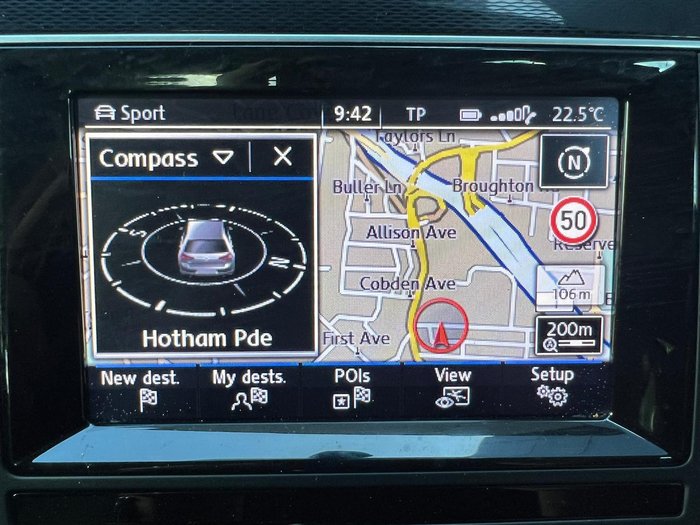 Sport 9:42 TP 22.5°C
Compass
S
N
Hotham Pde
Taylors Ln
Buller Ln
Broughton
Allison Ave
Reserve
Cobden Ave
First Ave
N
50
106m
200m
A
New dest. My dests. POIs View Setup